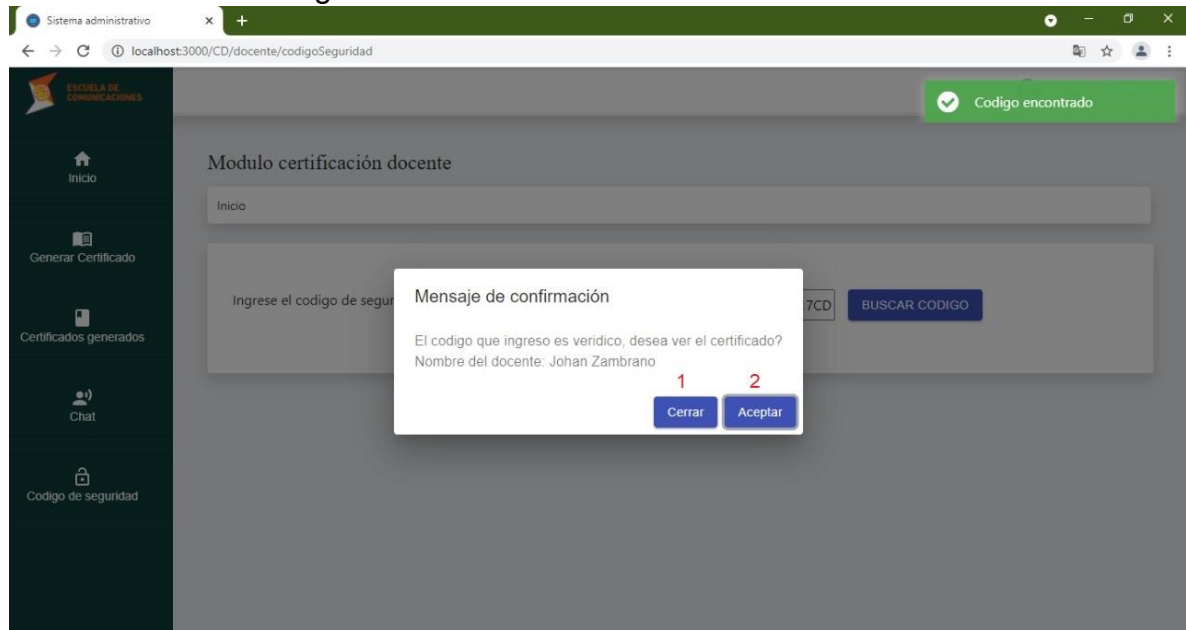 Sistema administrativo
localhost:3000/CD/docente/codigoSeguridad
ESCUELA DE
COMUNICACIONES
Codigo encontrado
Inicio
Modulo certificación docente
Inicio
Generar Certificado
Ingrese el codigo de segur
7CD
BUSCAR CODIGO
Mensaje de confirmación
El codigo que ingreso es veridico, desea ver el certificado?
Nombre del docente: Johan Zambrano
1 2
Cerrar Aceptar
Certificados generados
Chat
Codigo de seguridad